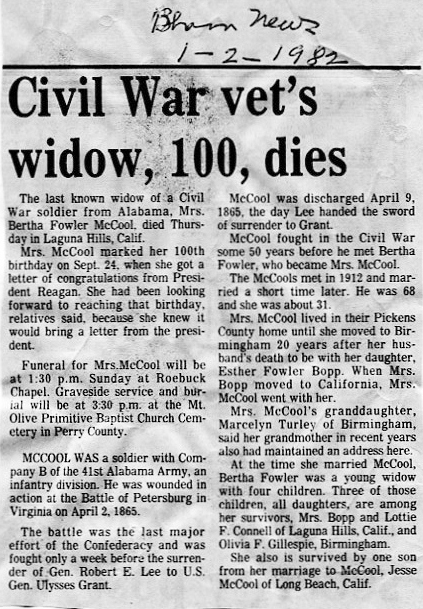 Bham News
1-2-1982
Civil War vet's
widow, 100, dies
The last known widow of a Civil
War soldier from Alabama, Mrs.
Bertha Fowler McCool, died Thurs-
day in Laguna Hills, Calif.
Mrs. McCool marked her 100th
birthday on Sept. 24, when she got a
letter of congratulations from Presi-
dent Reagan. She had been looking
forward to reaching that birthday,
relatives said, because she knew it
would bring a letter from the presi-
dent.
Funeral for Mrs.McCool will be
at 1:30 p.m. Sunday at Roebuck
Chapel. Graveside service and bur-
ial will be at 3:30 p.m. at the Mt.
Olive Primitive Baptist Church Cem-
etery in Perry County.
MCCOOL WAS a soldier with Com-
pany B of the 41st Alabama Army, an
infantry division. He was wounded in
action at the Battle of Petersburg in
Virginia on April 2, 1865.
The battle was the last major
effort of the Confederacy and was
fought only a week before the surren-
der of Gen. Robert E. Lee to U.S.
Gen. Ulysses Grant.
McCool was discharged April 9,
1865, the day Lee handed the sword
of surrender to Grant.
McCool fought in the Civil War
some 50 years before he met Bertha
Fowler, who became Mrs. McCool.
The McCools met in 1912 and mar-
ried a short time later. He was 68
and she was about 31.
Mrs. McCool lived in their Pickens
County home until she moved to Bir-
mingham 20 years after her hus-
band's death to be with her daughter,
Esther Fowler Bopp. When Mrs.
Bopp moved to California, Mrs.
McCool went with her.
Mrs. McCool's granddaughter,
Marcelyn Turley of Birmingham,
said her grandmother in recent years
also had maintained an address here.
At the time she married McCool,
Bertha Fowler was a young widow
with four children. Three of those
children, all daughters, are among
her survivors, Mrs. Bopp and Lottie
F. Connell of Laguna Hills, Calif., and
Olivia F. Gillespie, Birmingham.
She also is survived by one son
from her marriage to McCool, Jesse
McCool of Long Beach, Calif.